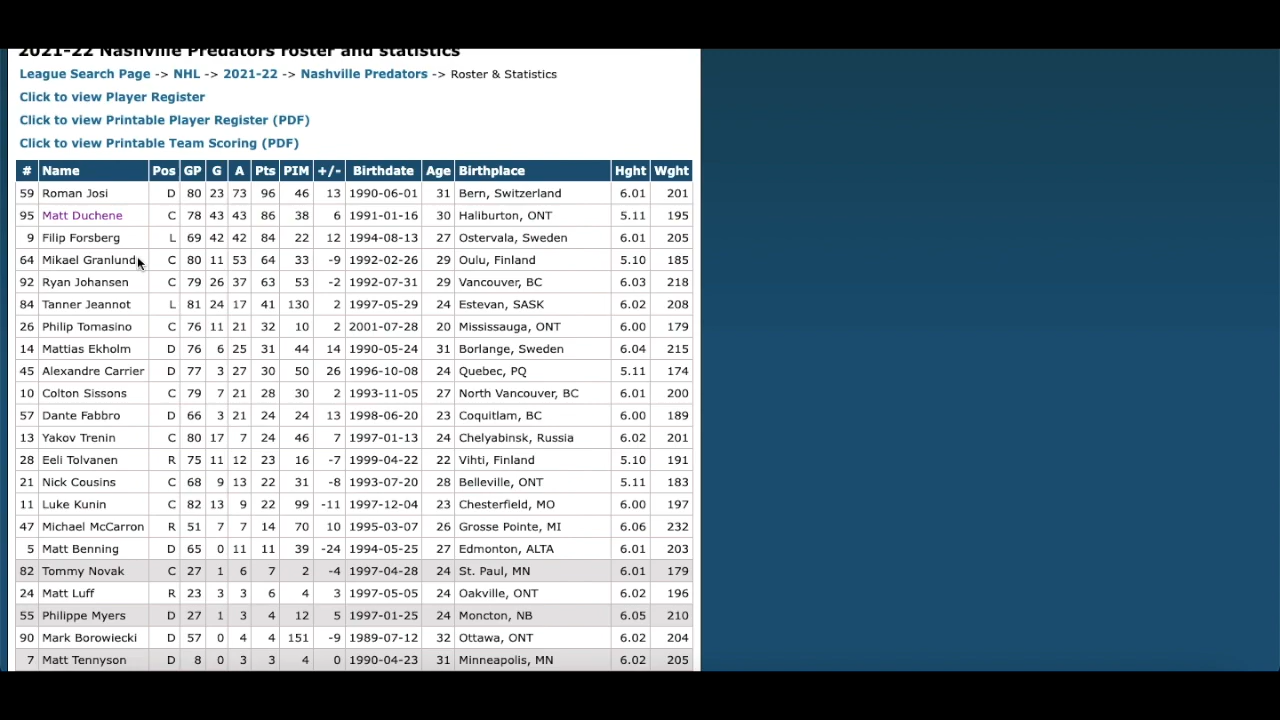 2021-22 Nashville Predators roster and statistics
League Search Page -> NHL -> 2021-22 -> Nashville Predators -> Roster & Statistics
Click to view Player Register
Click to view Printable Player Register (PDF)
Click to view Printable Team Scoring (PDF)
# Name Pos GP G A Pts PIM +/- Birthdate Age Birthplace Hght Wght
59 Roman Josi D 80 23 73 96 46 13 1990-06-01 31 Bern, Switzerland 6.01 201
95 Matt Duchene C 78 43 43 86 38 6 1991-01-16 30 Haliburton, ONT 5.11 195
9 Filip Forsberg L 69 42 42 84 22 12 1994-08-13 27 Ostervala, Sweden 6.01 205
64 Mikael Granlund C 80 11 53 64 33 -9 1992-02-26 29 Oulu, Finland 5.10 185
92 Ryan Johansen C 79 26 37 63 53 -2 1992-07-31 29 Vancouver, BC 6.03 218
84 Tanner Jeannot L 81 24 17 41 130 2 1997-05-29 24 Estevan, SASK 6.02 208
26 Philip Tomasino C 76 11 21 32 10 2 2001-07-28 20 Mississauga, ONT 6.00 179
14 Mattias Ekholm D 76 6 25 31 44 14 1990-05-24 31 Borlange, Sweden 6.04 215
45 Alexandre Carrier D 77 3 27 30 50 26 1996-10-08 24 Quebec, PQ 5.11 174
10 Colton Sissons C 79 7 21 28 30 2 1993-11-05 27 North Vancouver, BC 6.01 200
57 Dante Fabbro D 66 3 21 24 24 13 1998-06-20 23 Coquitlam, BC 6.00 189
13 Yakov Trenin C 80 17 7 24 46 7 1997-01-13 24 Chelyabinsk, Russia 6.02 201
28 Eeli Tolvanen R 75 11 12 23 16 -7 1999-04-22 22 Vihti, Finland 5.10 191
21 Nick Cousins C 68 9 13 22 31 -8 1993-07-20 28 Belleville, ONT 5.11 183
11 Luke Kunin C 82 13 9 22 99 -11 1997-12-04 23 Chesterfield, MO 6.00 197
47 Michael McCarron R 51 7 7 14 70 10 1995-03-07 26 Grosse Pointe, MI 6.06 232
5 Matt Benning D 65 0 11 11 39 -24 1994-05-25 27 Edmonton, ALTA 6.01 203
82 Tommy Novak C 27 1 6 7 2 -4 1997-04-28 24 St. Paul, MN 6.01 179
24 Matt Luff R 23 3 3 6 4 3 1997-05-05 24 Oakville, ONT 6.02 196
55 Philippe Myers D 27 1 3 4 12 5 1997-01-25 24 Moncton, NB 6.05 210
90 Mark Borowiecki D 57 0 4 4 151 -9 1989-07-12 32 Ottawa, ONT 6.02 204
7 Matt Tennyson D 8 0 3 3 4 0 1990-04-23 31 Minneapolis, MN 6.02 205